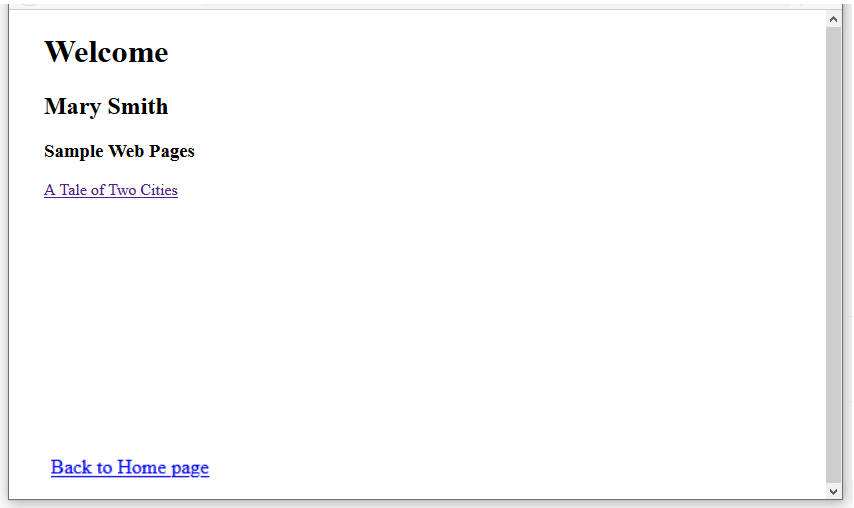 Welcome
Mary Smith
Sample Web Pages
A Tale of Two Cities
Back to Home page